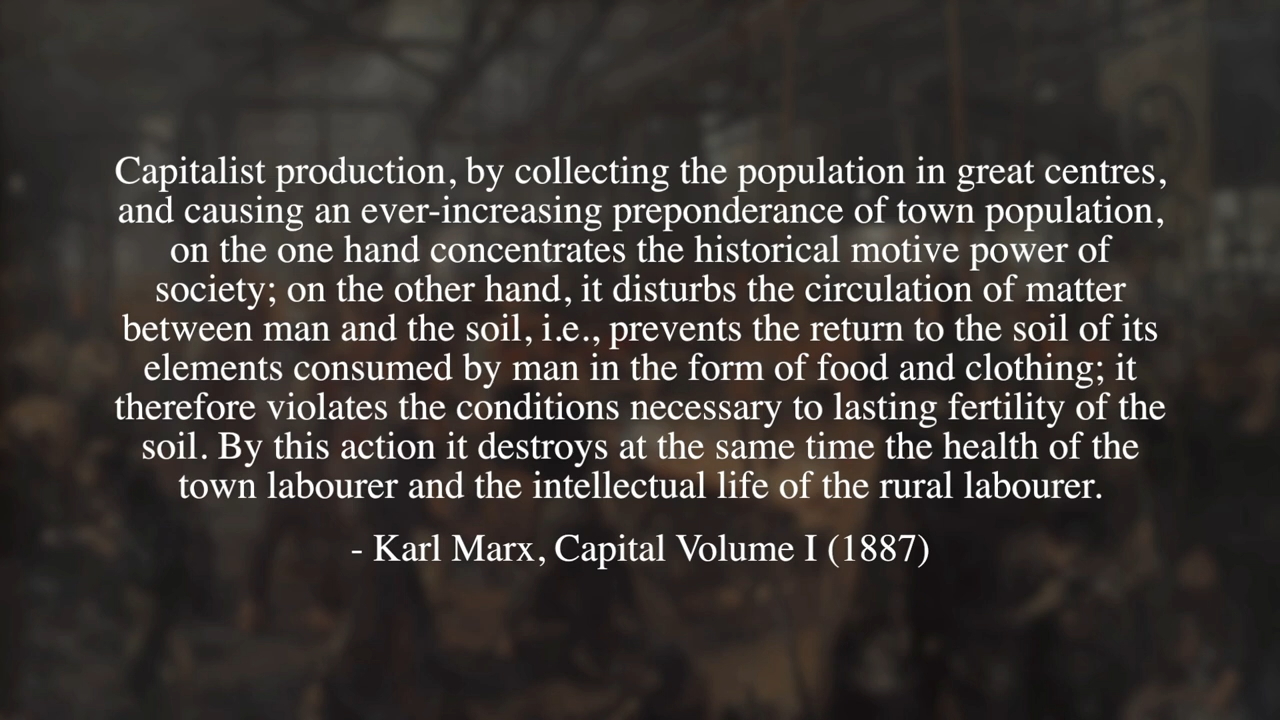 Capitalist production, by collecting the population in great centres,
and causing an ever-increasing preponderance of town population,
on the one hand concentrates the historical motive power of
society; on the other hand, it disturbs the circulation of matter
between man and the soil, i.e., prevents the return to the soil of its
elements consumed by man in the form of food and clothing; it
therefore violates the conditions necessary to lasting fertility of the
soil. By this action it destroys at the same time the health of the
town labourer and the intellectual life of the rural labourer.
- Karl Marx, Capital Volume I (1887)